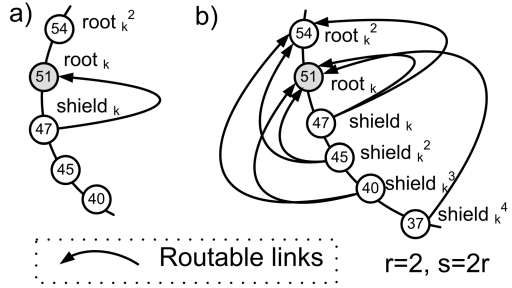 a)
54 root k 2
51 root k
shield k
47
45
40
b)
54 root k 2
51 root k
47 shield k
45 shield k 2
40 shield k 3
37 shield k 4
Routable links
r=2, s=2r